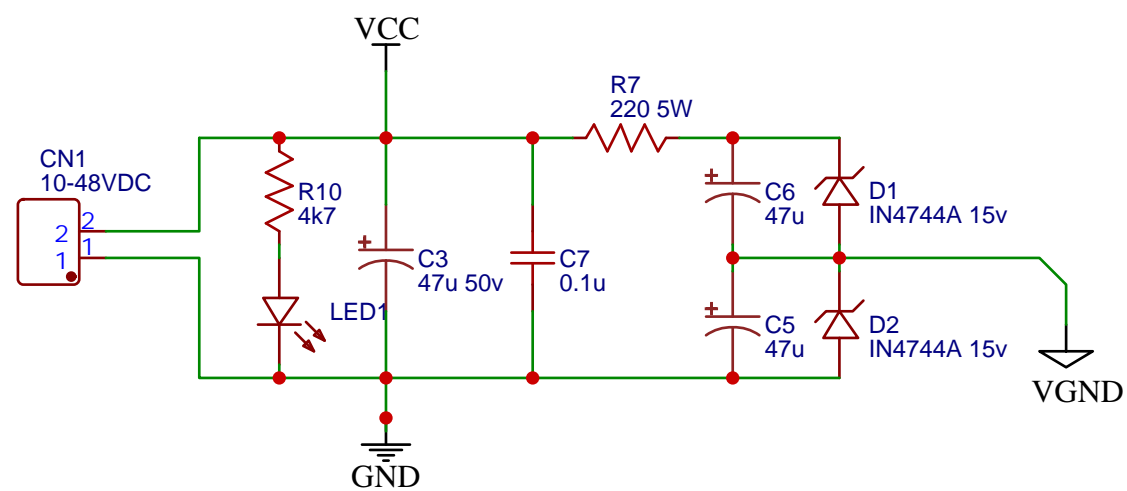 VCC
R7
220 5W
CN1
10-48VDC
2
2
1
1
R10
4k7
LED1
C3
47u 50v
C7
0.1u
C6
47u
D1
IN4744A 15v
C5
47u
D2
IN4744A 15v
VGND
GND